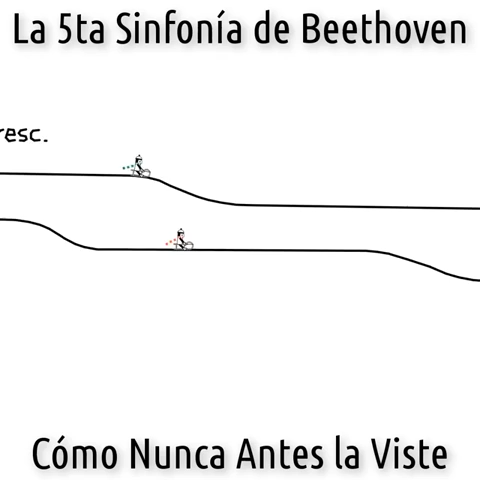 La 5ta Sinfonía de Beethoven
resc.
Cómo Nunca Antes la Viste